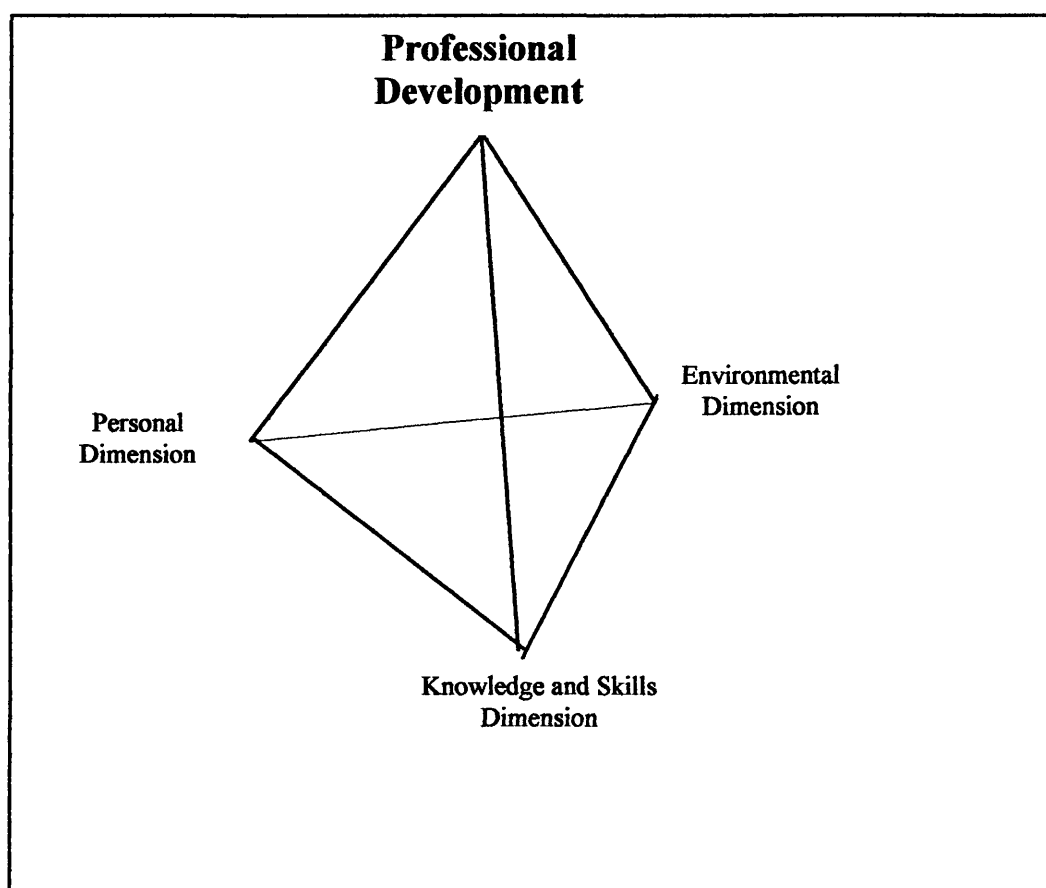 Professional
Development
Environmental
Dimension
Personal
Dimension
Knowledge and Skills
Dimension